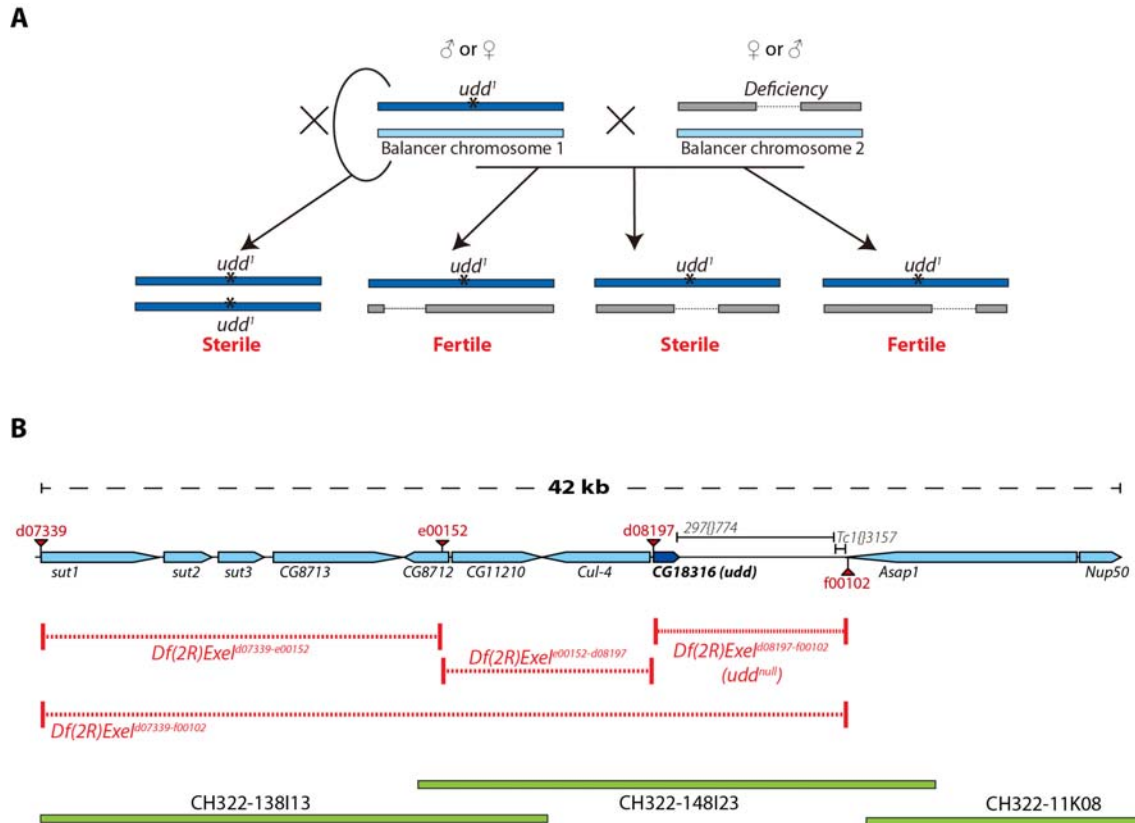 A
♂ or ♀
♀ or ♂
udd¹
Deficiency
*
Balancer chromosome 1
Balancer chromosome 2
udd¹
udd¹
udd¹
udd¹
*
*
*
*
*
udd¹
Sterile
Fertile
Sterile
Fertile
B
42 kb
d07339
e00152
d08197
297{}774
Tc1{}3157
sut1
sut2
sut3
CG8713
CG8712
CG11210
Cul-4
CG18316 (udd)
f00102
Asap1
Nup50
Df(2R)Exel^d07339-e00152
Df(2R)Exel^e00152-d08197
Df(2R)Exel^d08197-f00102
(udd^null)
Df(2R)Exel^d07339-f00102
CH322-138I13
CH322-148I23
CH322-11K08